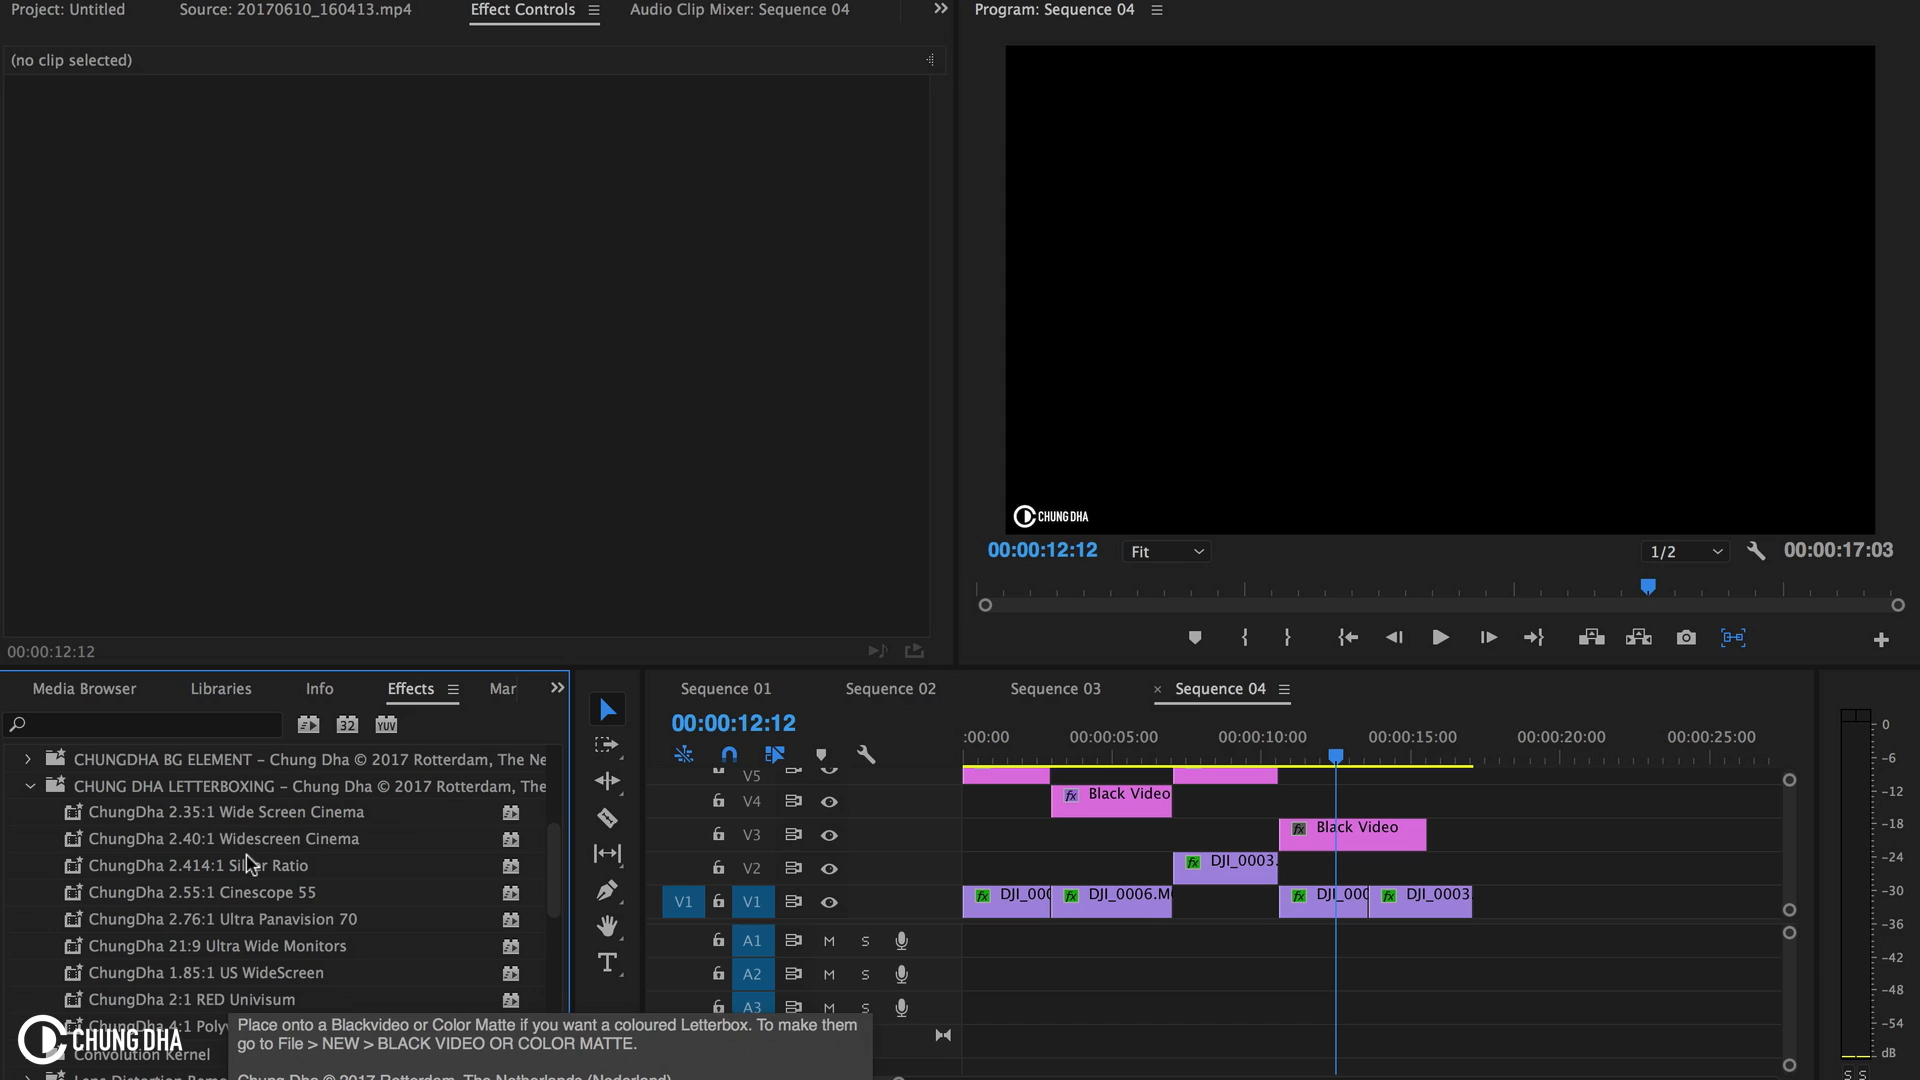 Project: Untitled
Source: 20170610_160413.mp4
Effect Controls
Audio Clip Mixer: Sequence 04
Program: Sequence 04
(no clip selected)
CHUNG DHA
00:00:12:12
Fit
1/2
00:00:17:03
00:00:12:12
Media Browser
Libraries
Info
Effects
Mar
Sequence 01
Sequence 02
Sequence 03
Sequence 04
32
YUV
00:00:12:12
:00:00
00:00:05:00
00:00:10:00
00:00:15:00
00:00:20:00
00:00:25:00
CHUNGDHA BG ELEMENT – Chung Dha © 2017 Rotterdam, The Ne
CHUNG DHA LETTERBOXING – Chung Dha © 2017 Rotterdam, The
ChungDha 2.35:1 Wide Screen Cinema
ChungDha 2.40:1 Widescreen Cinema
ChungDha 2.414:1 Silver Ratio
ChungDha 2.55:1 Cinescope 55
ChungDha 2.76:1 Ultra Panavision 70
ChungDha 21:9 Ultra Wide Monitors
ChungDha 1.85:1 US WideScreen
ChungDha 2:1 RED Univisum
4:1 Poly
CHUNG DHA
Convolution Kernel
Place onto a Blackvideo or Color Matte if you want a coloured Letterbox. To make them
go to File > NEW > BLACK VIDEO OR COLOR MATTE.
Chung Dha © 2017 Rotterdam, The Netherlands (Nederland)
V5
V4
fx Black Video
V3
fx Black Video
V2
fx DJI_0003.
V1
V1
fx DJI_000
fx DJI_0006.M
fx DJI_000
fx DJI_0003
A1
M
S
A2
M
S
A3
M
S
0
-6
-12
-18
-24
-30
-36
-42
-48
-54
dB
S
S